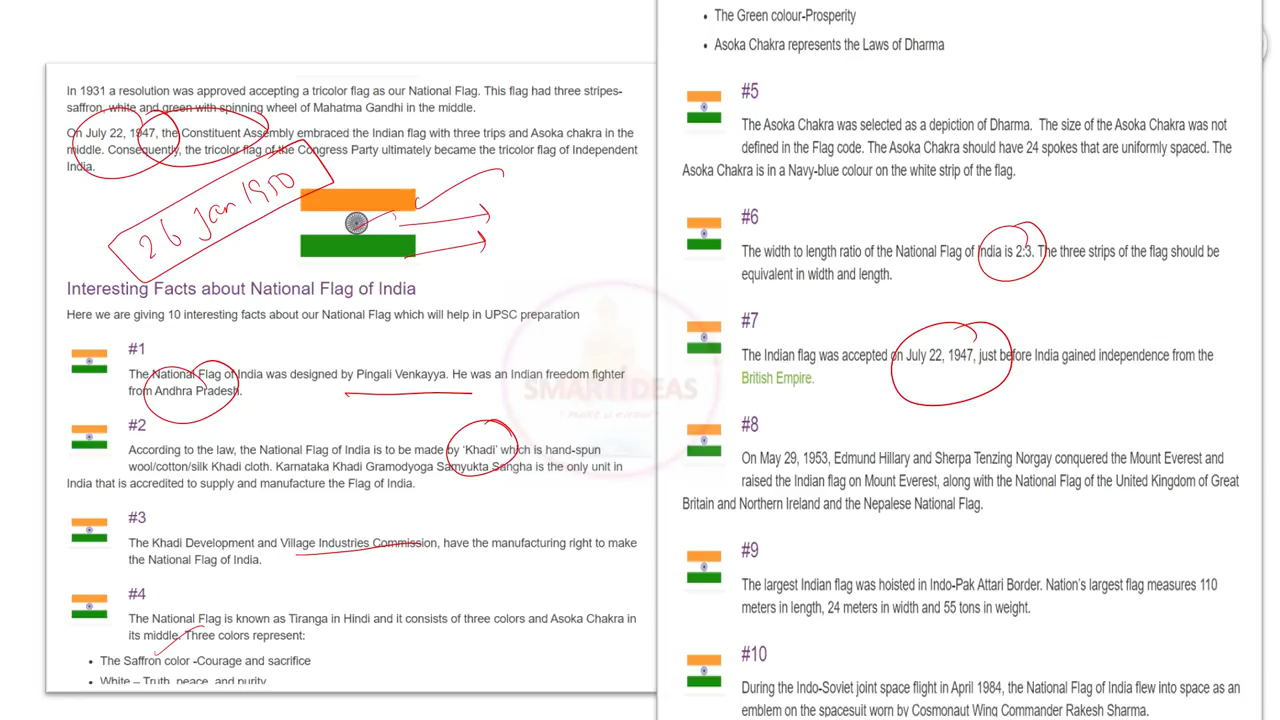 In 1931 a resolution was approved accepting a tricolor flag as our National Flag. This flag had three stripes-
saffron, white and green with spinning wheel of Mahatma Gandhi in the middle.
On July 22, 1947, the Constituent Assembly embraced the Indian flag with three trips and Asoka chakra in the
middle. Consequently, the tricolor flag of the Congress Party ultimately became the tricolor flag of Independent
India.
26 Jan 1950
Interesting Facts about National Flag of India
Here we are giving 10 interesting facts about our National Flag which will help in UPSC preparation
#1
The National Flag of India was designed by Pingali Venkayya. He was an Indian freedom fighter
from Andhra Pradesh.
#2
According to the law, the National Flag of India is to be made by ‘Khadi’ which is hand-spun
wool/cotton/silk Khadi cloth. Karnataka Khadi Gramodyoga Samyukta Sangha is the only unit in
India that is accredited to supply and manufacture the Flag of India.
#3
The Khadi Development and Village Industries Commission, have the manufacturing right to make
the National Flag of India.
#4
The National Flag is known as Tiranga in Hindi and it consists of three colors and Asoka Chakra in
its middle. Three colors represent:
• The Saffron color -Courage and sacrifice
• White – Truth, peace, and purity
• The Green colour-Prosperity
• Asoka Chakra represents the Laws of Dharma
#5
The Asoka Chakra was selected as a depiction of Dharma. The size of the Asoka Chakra was not
defined in the Flag code. The Asoka Chakra should have 24 spokes that are uniformly spaced. The
Asoka Chakra is in a Navy-blue colour on the white strip of the flag.
#6
The width to length ratio of the National Flag of India is 2:3. The three strips of the flag should be
equivalent in width and length.
#7
The Indian flag was accepted on July 22, 1947, just before India gained independence from the
British Empire.
#8
On May 29, 1953, Edmund Hillary and Sherpa Tenzing Norgay conquered the Mount Everest and
raised the Indian flag on Mount Everest, along with the National Flag of the United Kingdom of Great
Britain and Northern Ireland and the Nepalese National Flag.
#9
The largest Indian flag was hoisted in Indo-Pak Attari Border. Nation's largest flag measures 110
meters in length, 24 meters in width and 55 tons in weight.
#10
During the Indo-Soviet joint space flight in April 1984, the National Flag of India flew into space as an
emblem on the spacesuit worn by Cosmonaut Wing Commander Rakesh Sharma.
SMART IDEAS